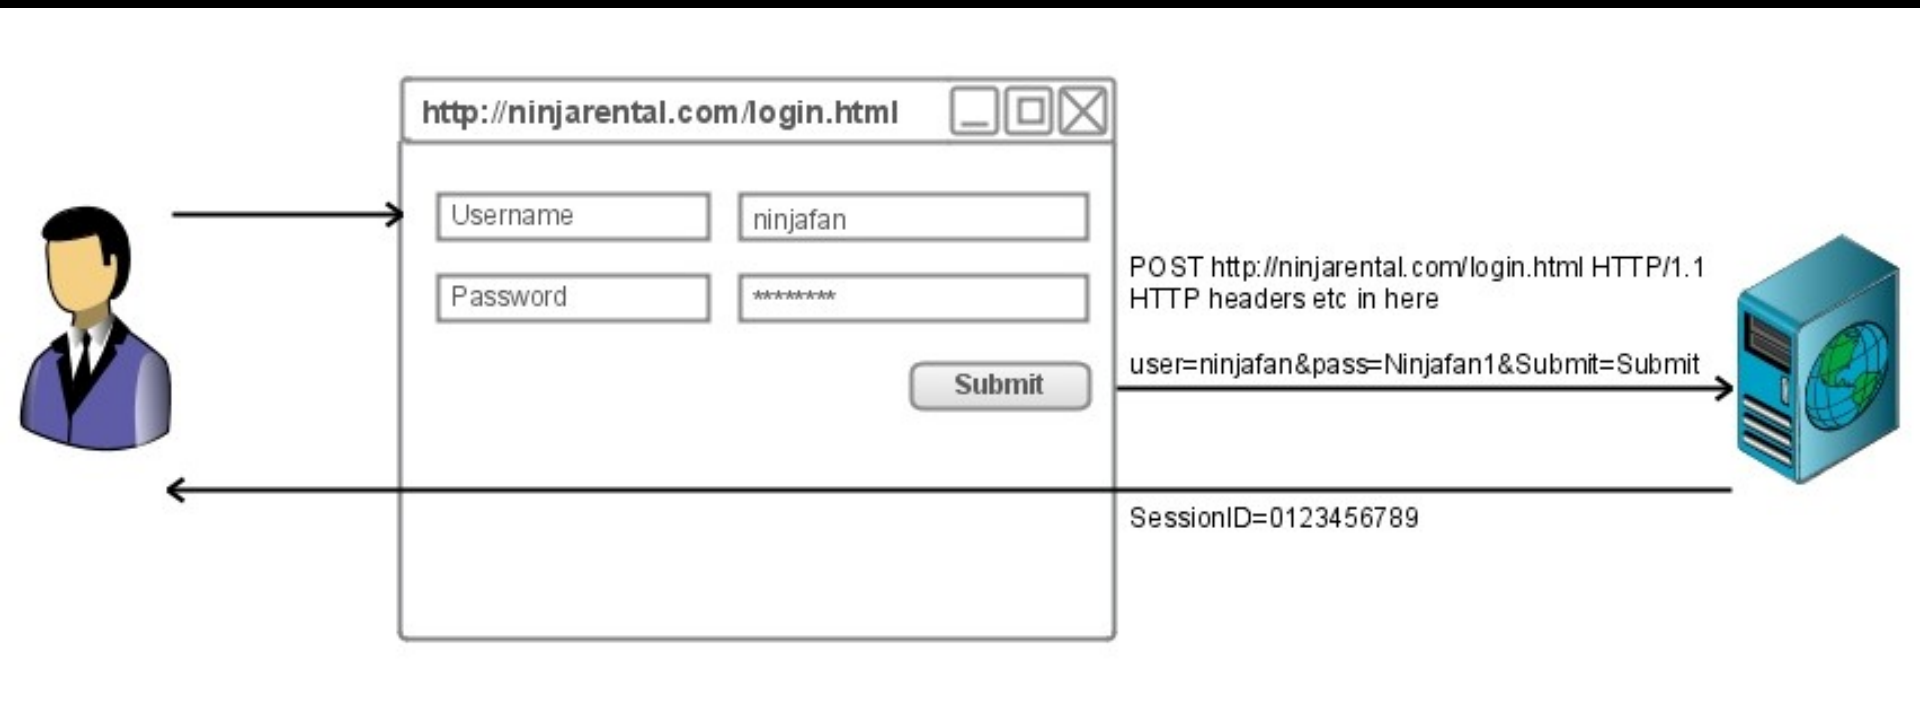 http://ninjarental.com/login.html
Username
ninjafan
Password
********
Submit
POST http://ninjarental.com/login.html HTTP/1.1
HTTP headers etc in here
user=ninjafan&pass=Ninjafan1&Submit=Submit
SessionID=0123456789